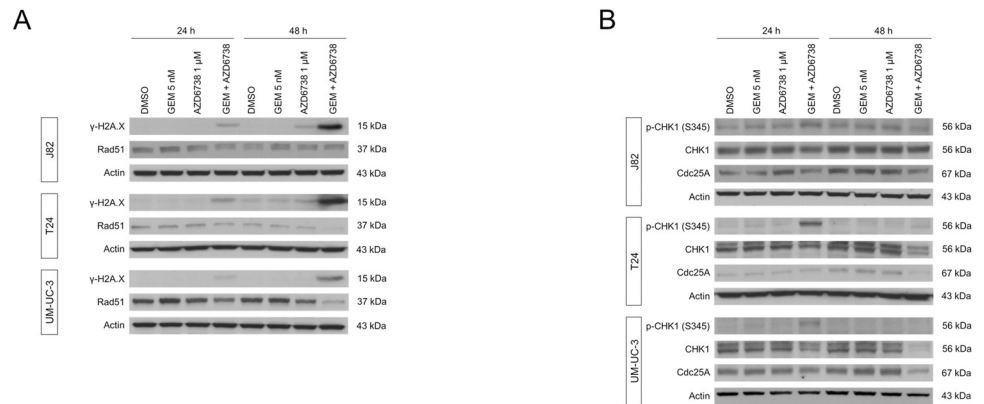 A
24 h 48 h
DMSO GEM 5 nM AZD6738 1 µM GEM + AZD6738 DMSO GEM 5 nM AZD6738 1 µM GEM + AZD6738
J82
γ-H2A.X 15 kDa
Rad51 37 kDa
Actin 43 kDa
T24
γ-H2A.X 15 kDa
Rad51 37 kDa
Actin 43 kDa
UM-UC-3
γ-H2A.X 15 kDa
Rad51 37 kDa
Actin 43 kDa
B
24 h 48 h
DMSO GEM 5 nM AZD6738 1 µM GEM + AZD6738 DMSO GEM 5 nM AZD6738 1 µM GEM + AZD6738
J82
p-CHK1 (S345) 56 kDa
CHK1 56 kDa
Cdc25A 67 kDa
Actin 43 kDa
T24
p-CHK1 (S345) 56 kDa
CHK1 56 kDa
Cdc25A 67 kDa
Actin 43 kDa
UM-UC-3
p-CHK1 (S345) 56 kDa
CHK1 56 kDa
Cdc25A 67 kDa
Actin 43 kDa